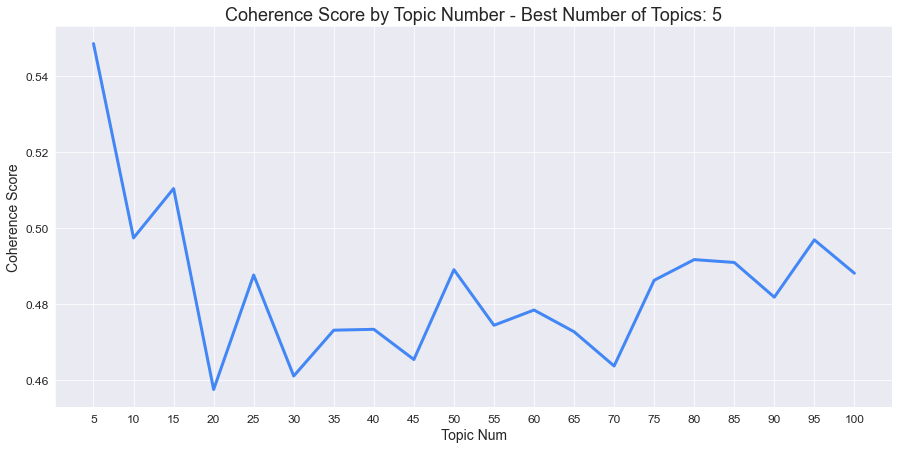 Coherence Score by Topic Number - Best Number of Topics: 5
Coherence Score
0.54
0.52
0.50
0.48
0.46
5 10 15 20 25 30 35 40 45 50 55 60 65 70 75 80 85 90 95 100
Topic Num